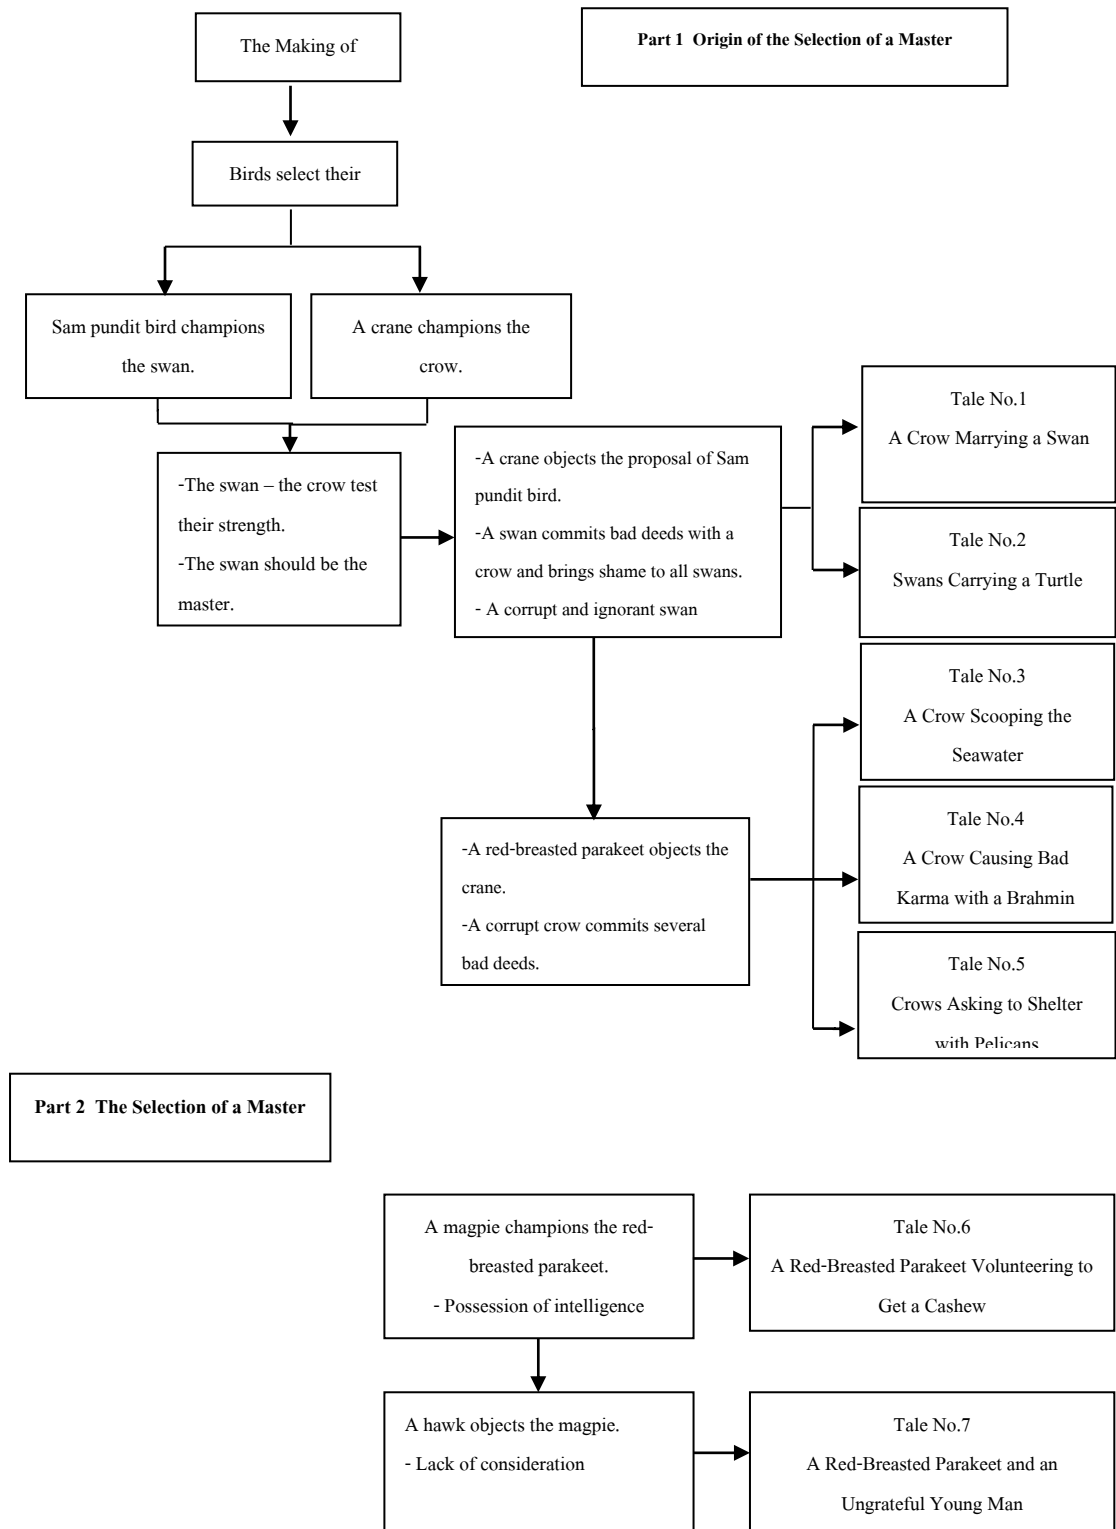 The Making of
Part 1 Origin of the Selection of a Master
Birds select their
Sam pundit bird champions
the swan.
A crane champions the
crow.
-The swan – the crow test
their strength.
-The swan should be the
master.
-A crane objects the proposal of Sam
pundit bird.
-A swan commits bad deeds with a
crow and brings shame to all swans.
- A corrupt and ignorant swan
Tale No.1
A Crow Marrying a Swan
Tale No.2
Swans Carrying a Turtle
-A red-breasted parakeet objects the
crane.
-A corrupt crow commits several
bad deeds.
Tale No.3
A Crow Scooping the
Seawater
Tale No.4
A Crow Causing Bad
Karma with a Brahmin
Tale No.5
Crows Asking to Shelter
with Pelicans
Part 2 The Selection of a Master
A magpie champions the red-
breasted parakeet.
- Possession of intelligence
Tale No.6
A Red-Breasted Parakeet Volunteering to
Get a Cashew
A hawk objects the magpie.
- Lack of consideration
Tale No.7
A Red-Breasted Parakeet and an
Ungrateful Young Man